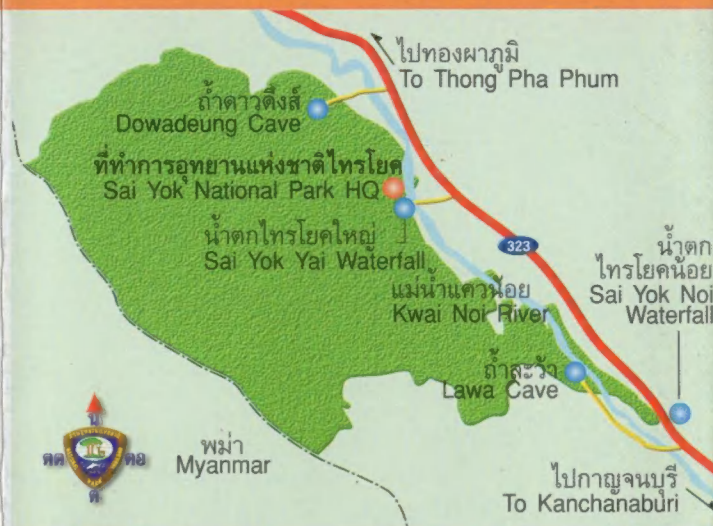 ไปทองผาภูมิ
To Thong Pha Phum
ถ้ำดาวดึงส์
Dowadeung Cave
ที่ทำการอุทยานแห่งชาติไทรโยค
Sai Yok National Park HQ
น้ำตกไทรโยคใหญ่
Sai Yok Yai Waterfall
323
น้ำตก
ไทรโยคน้อย
Sai Yok Noi
Waterfall
แม่น้ำแควน้อย
Kwai Noi River
ถ้ำละว้า
Lawa Cave
น
ตต
ตอ
ต
พม่า
Myanmar
ไปกาญจนบุรี
To Kanchanaburi